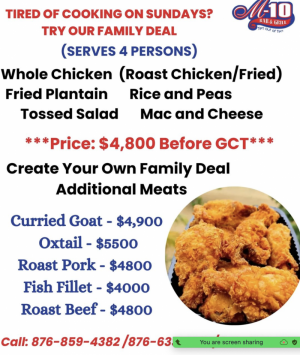 TIRED OF COOKING ON SUNDAYS?
TRY OUR FAMILY DEAL
(SERVES 4 PERSONS)
M10
BAR & GRILL
Whole Chicken (Roast Chicken/Fried)
Fried Plantain Rice and Peas
Tossed Salad Mac and Cheese
***Price: $4,800 Before GCT***
Create Your Own Family Deal
Additional Meats
Curried Goat - $4,900
Oxtail - $5500
Roast Pork - $4800
Fish Fillet - $4000
Roast Beef - $4800
Call: 876-859-4382 /876-63
You are screen sharing